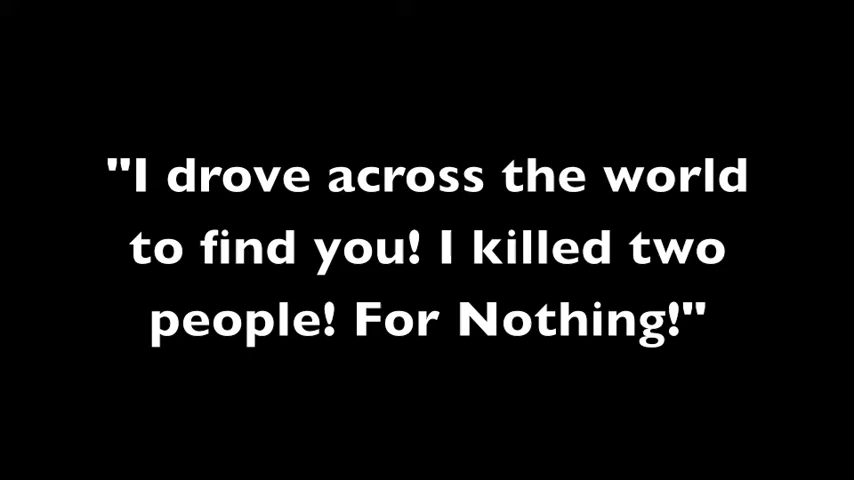 "I drove across the world
to find you! I killed two
people! For Nothing!"